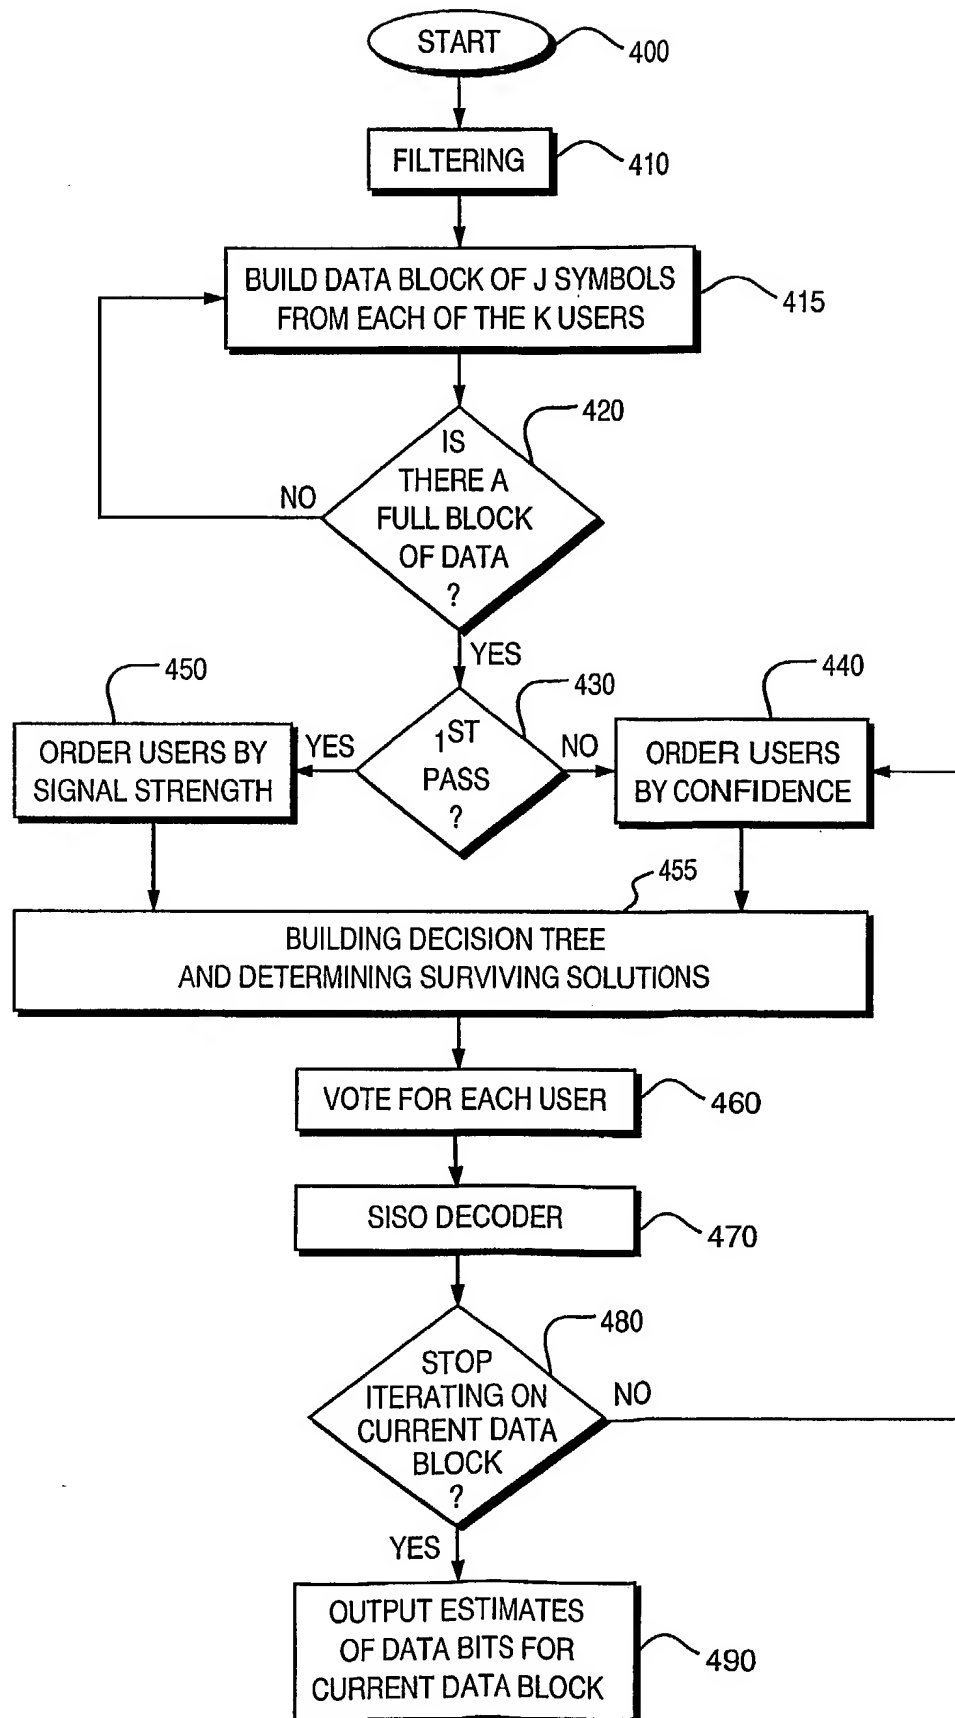 START
400
FILTERING
410
BUILD DATA BLOCK OF J SYMBOLS
FROM EACH OF THE K USERS
415
420
IS
THERE A
FULL BLOCK
OF DATA
?
NO
YES
450
430
440
ORDER USERS BY
SIGNAL STRENGTH
YES
1ST
PASS
?
NO
ORDER USERS
BY CONFIDENCE
455
BUILDING DECISION TREE
AND DETERMINING SURVIVING SOLUTIONS
VOTE FOR EACH USER
460
SISO DECODER
470
480
STOP
ITERATING ON
CURRENT DATA
BLOCK
?
NO
YES
OUTPUT ESTIMATES
OF DATA BITS FOR
CURRENT DATA BLOCK
490